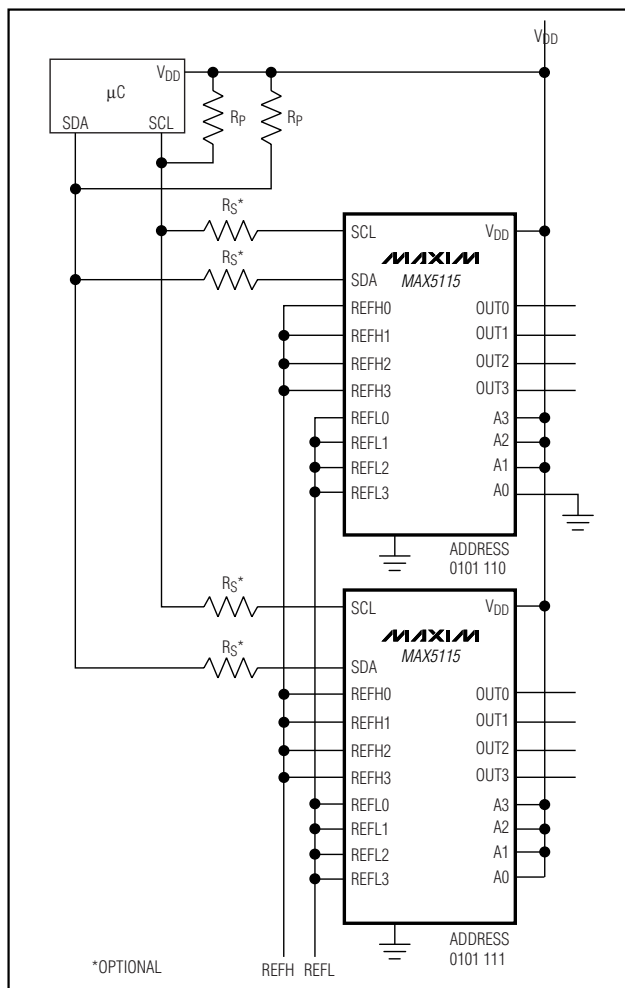 VDD
VDD
µC
SDA SCL
RP RP
RS*
SCL VDD
MAXIM
RS*
SDA MAX5115
REFH0 OUT0
REFH1 OUT1
REFH2 OUT2
REFH3 OUT3
REFL0 A3
REFL1 A2
REFL2 A1
REFL3 A0
ADDRESS
0101 110
RS*
SCL VDD
MAXIM
RS*
SDA MAX5115
REFH0 OUT0
REFH1 OUT1
REFH2 OUT2
REFH3 OUT3
REFL0 A3
REFL1 A2
REFL2 A1
REFL3 A0
ADDRESS
0101 111
*OPTIONAL REFH REFL